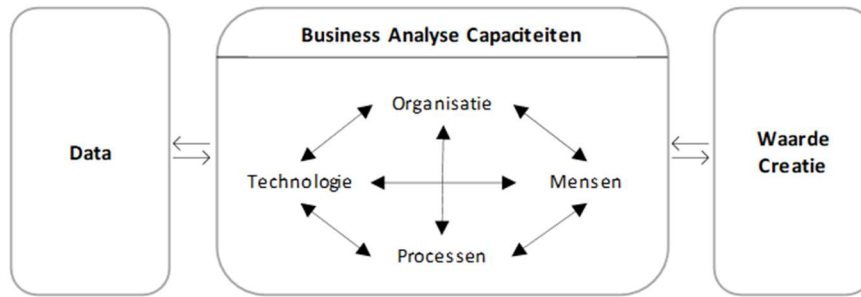 Business Analyse Capaciteiten
Organisatie
Data
Technologie
Mensen
Processen
Waarde
Creatie